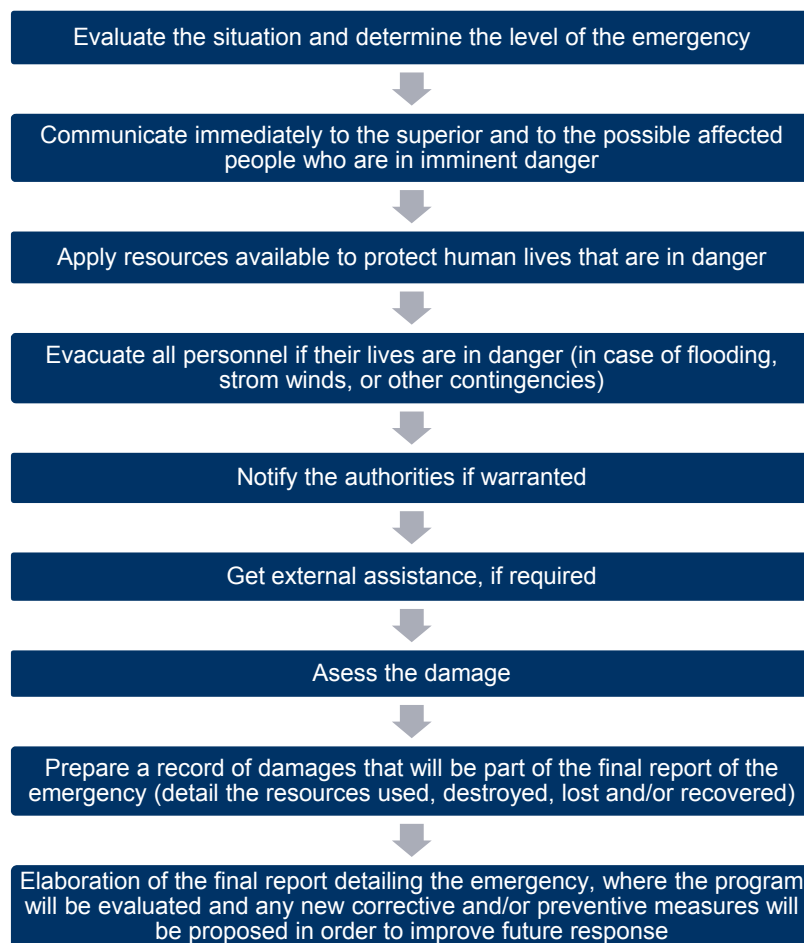 Evaluate the situation and determine the level of the emergency
Communicate immediately to the superior and to the possible affected
people who are in imminent danger
Apply resources available to protect human lives that are in danger
Evacuate all personnel if their lives are in danger (in case of flooding,
strom winds, or other contingencies)
Notify the authorities if warranted
Get external assistance, if required
Asess the damage
Prepare a record of damages that will be part of the final report of the
emergency (detail the resources used, destroyed, lost and/or recovered)
Elaboration of the final report detailing the emergency, where the program
will be evaluated and any new corrective and/or preventive measures will
be proposed in order to improve future response